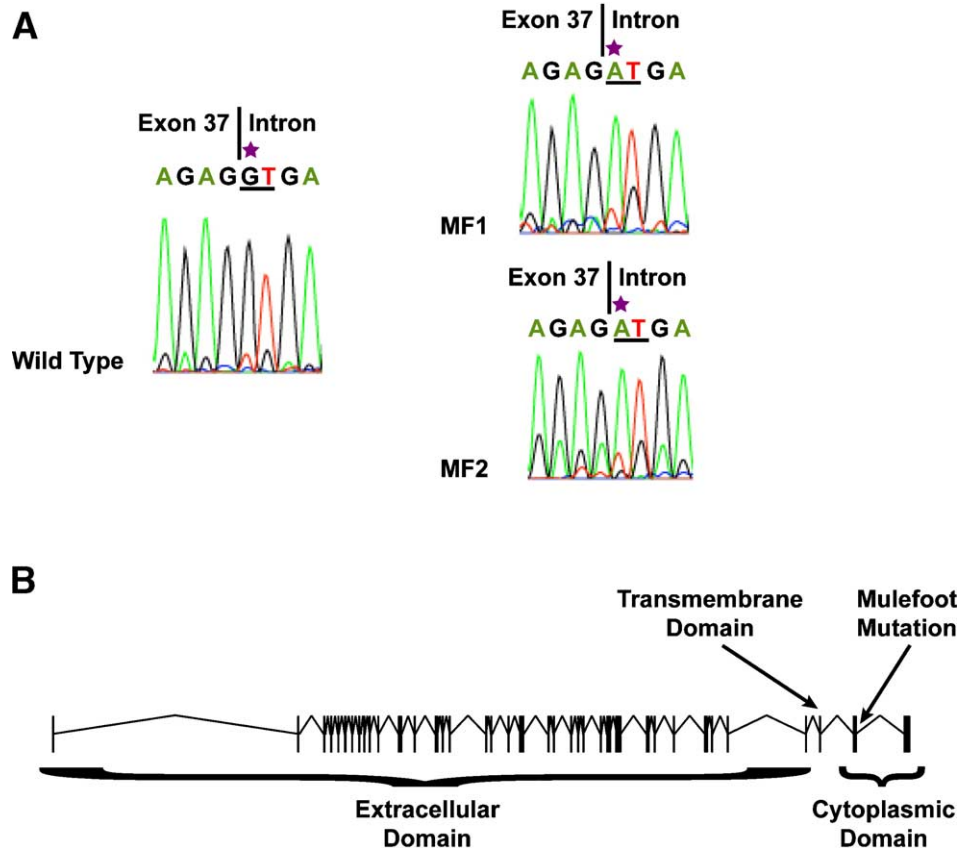 A
Exon 37 Intron
AGAGGTGA
Wild Type
Exon 37 Intron
AGAGATGA
MF1
Exon 37 Intron
AGAGATGA
MF2
B
Transmembrane
Domain
Mulefoot
Mutation
Extracellular
Domain
Cytoplasmic
Domain